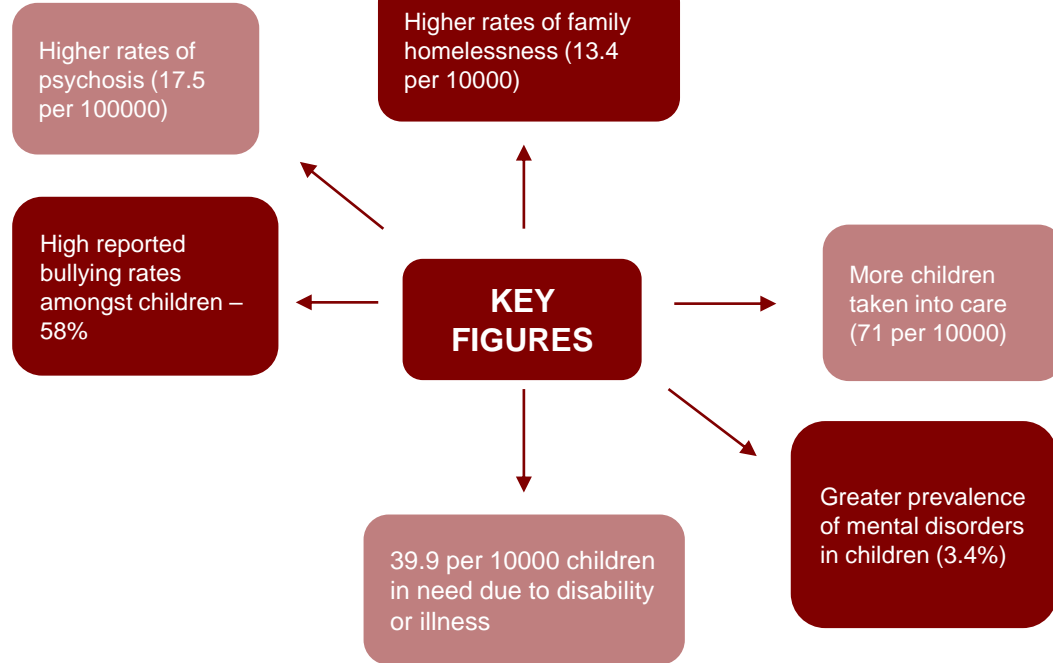 Higher rates of
psychosis (17.5
per 100000)
Higher rates of family
homelessness (13.4
per 10000)
High reported
bullying rates
amongst children –
58%
KEY
FIGURES
More children
taken into care
(71 per 10000)
Greater prevalence
of mental disorders
in children (3.4%)
39.9 per 10000 children
in need due to disability
or illness